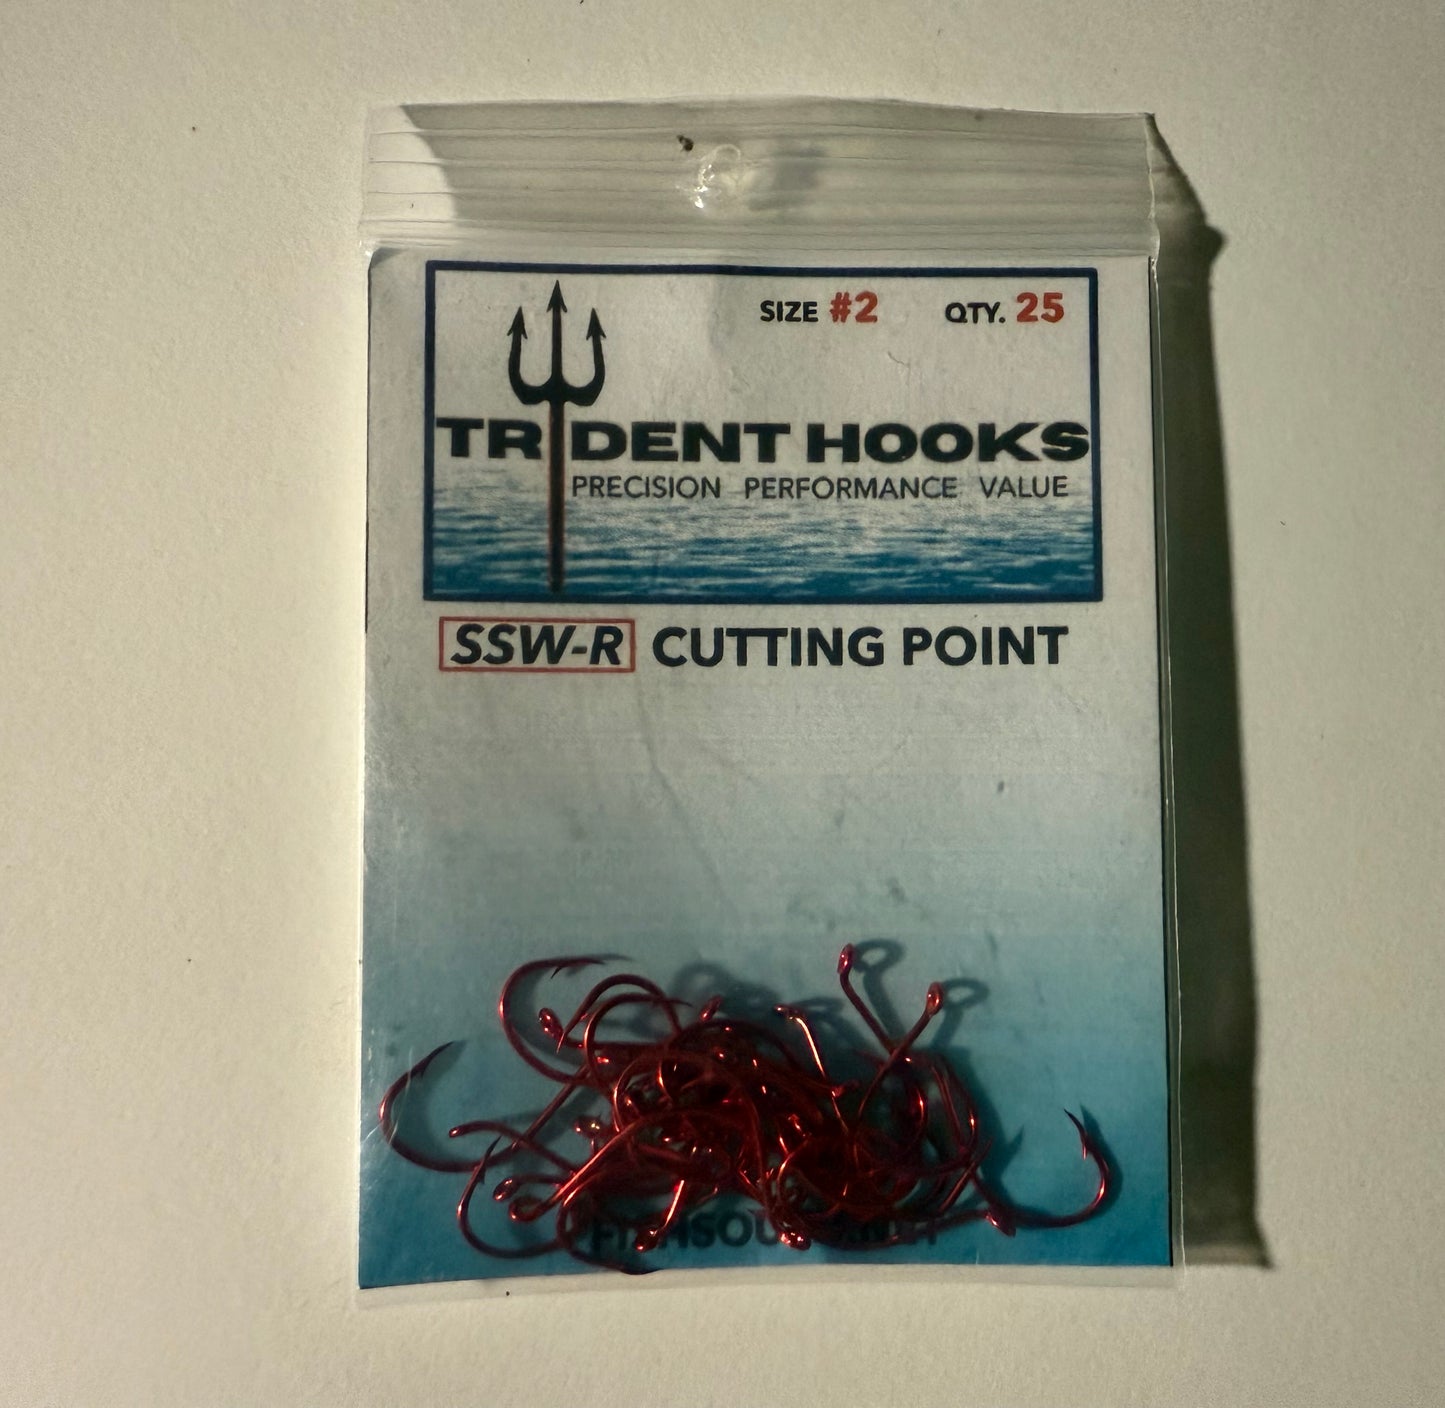 SIZE #2 QTY. 25
TRIDENT HOOKS
PRECISION PERFORMANCE VALUE
SSW-R CUTTING POINT